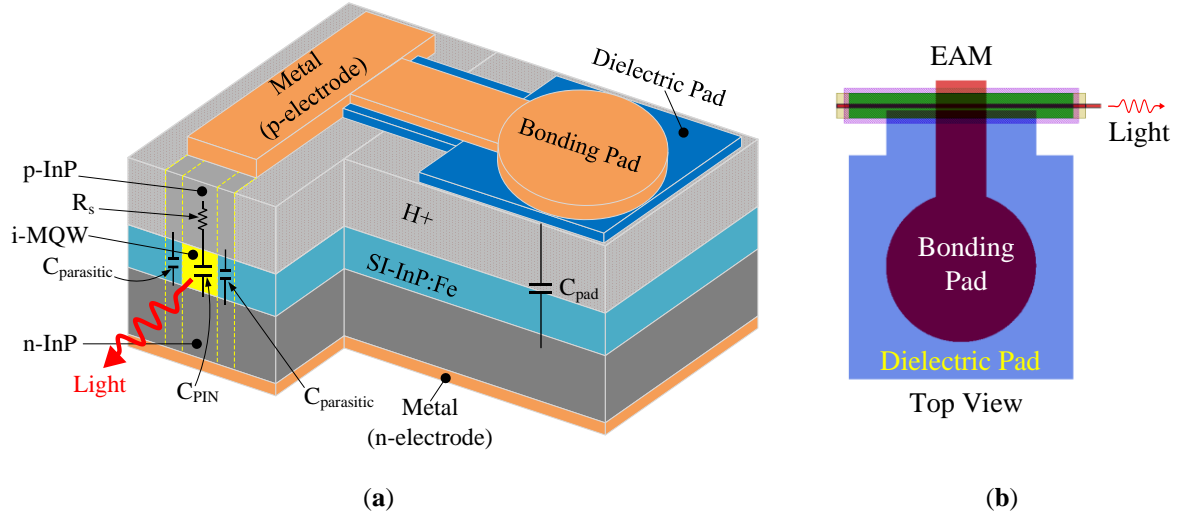 Metal
(p-electrode)
Dielectric Pad
Bonding Pad
p-InP
Rs
i-MQW
Cparasitic
H+
SI-InP:Fe
Cpad
n-InP
Light
CPIN
Cparasitic
Metal
(n-electrode)
(a)
EAM
Light
Bonding
Pad
Dielectric Pad
Top View
(b)